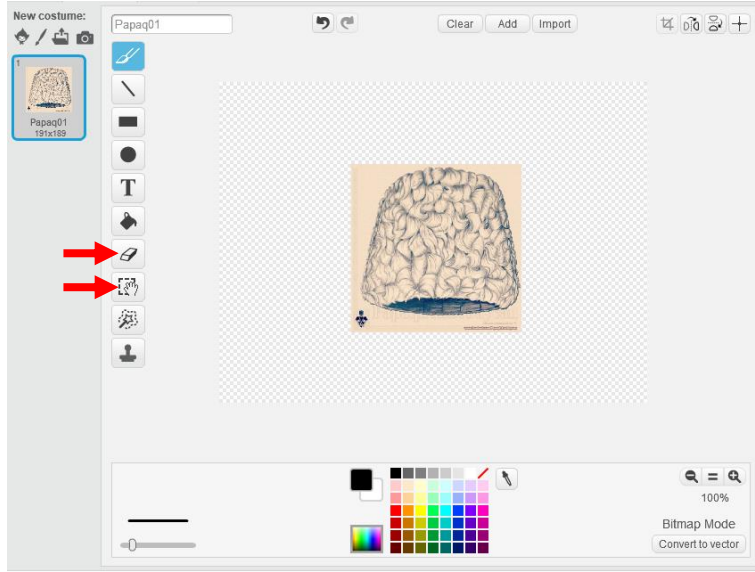 New costume:
1
Papaq01
191x189
Papaq01
Clear
Add
Import
T
100%
Bitmap Mode
Convert to vector